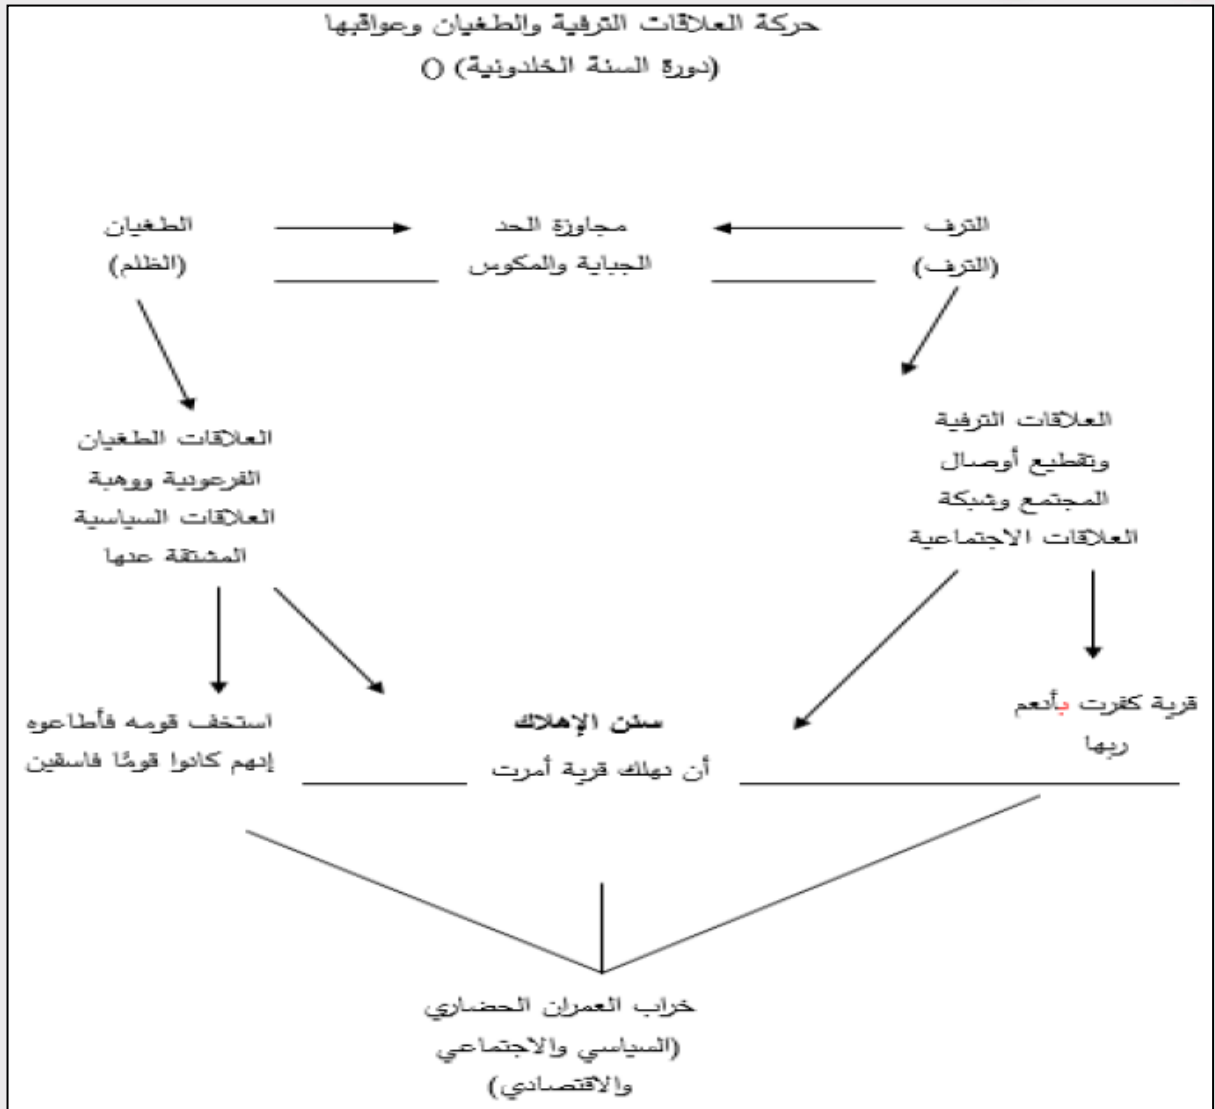 حركة العلاقات الترفية والطغيان وعواقبها
(دورة السنة الخلدونية) ()
الترف
(الترف)
مجاوزة الحد
الجباية والمكوس
الطغيان
(الظلم)
العلاقات الترفية
وتقطيع أوصال
المجتمع وشبكة
العلاقات الاجتماعية
العلاقات الطغيان
الفرعونية ووهبة
العلاقات السياسية
المشتقة عنها
قرية كفرت بأنعم
ربها
سنن الإهلاك
أن نهلك قرية أمرت
استخف قومه فأطاعوه
إنهم كانوا قومًا فاسقين
خراب العمران الحضاري
(السياسي والاجتماعي
والاقتصادي)